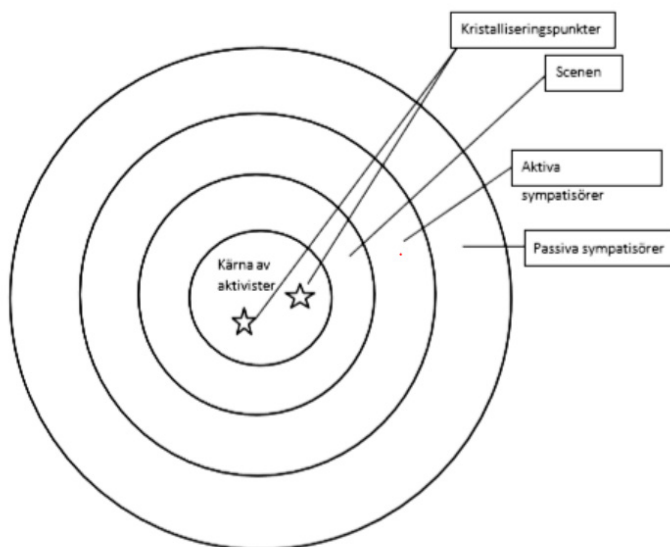 Kristalliseringspunkter
Scenen
Aktiva
sympatisörer
Passiva sympatisörer
Kärna av
aktivister